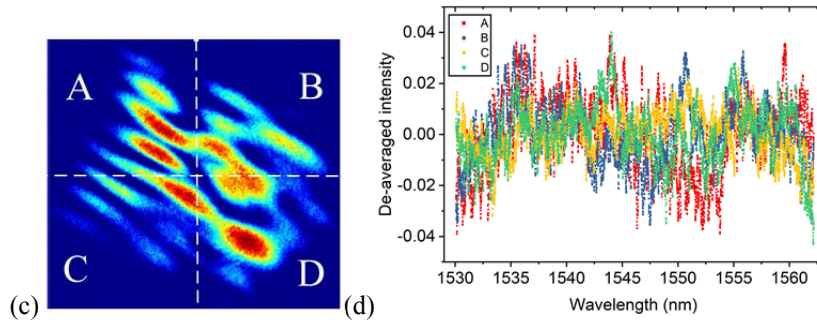 A
B
C
D
(c)
(d)
De-averaged intensity
0.04
0.02
0.00
-0.02
-0.04
A
B
C
D
1530 1535 1540 1545 1550 1555 1560
Wavelength (nm)